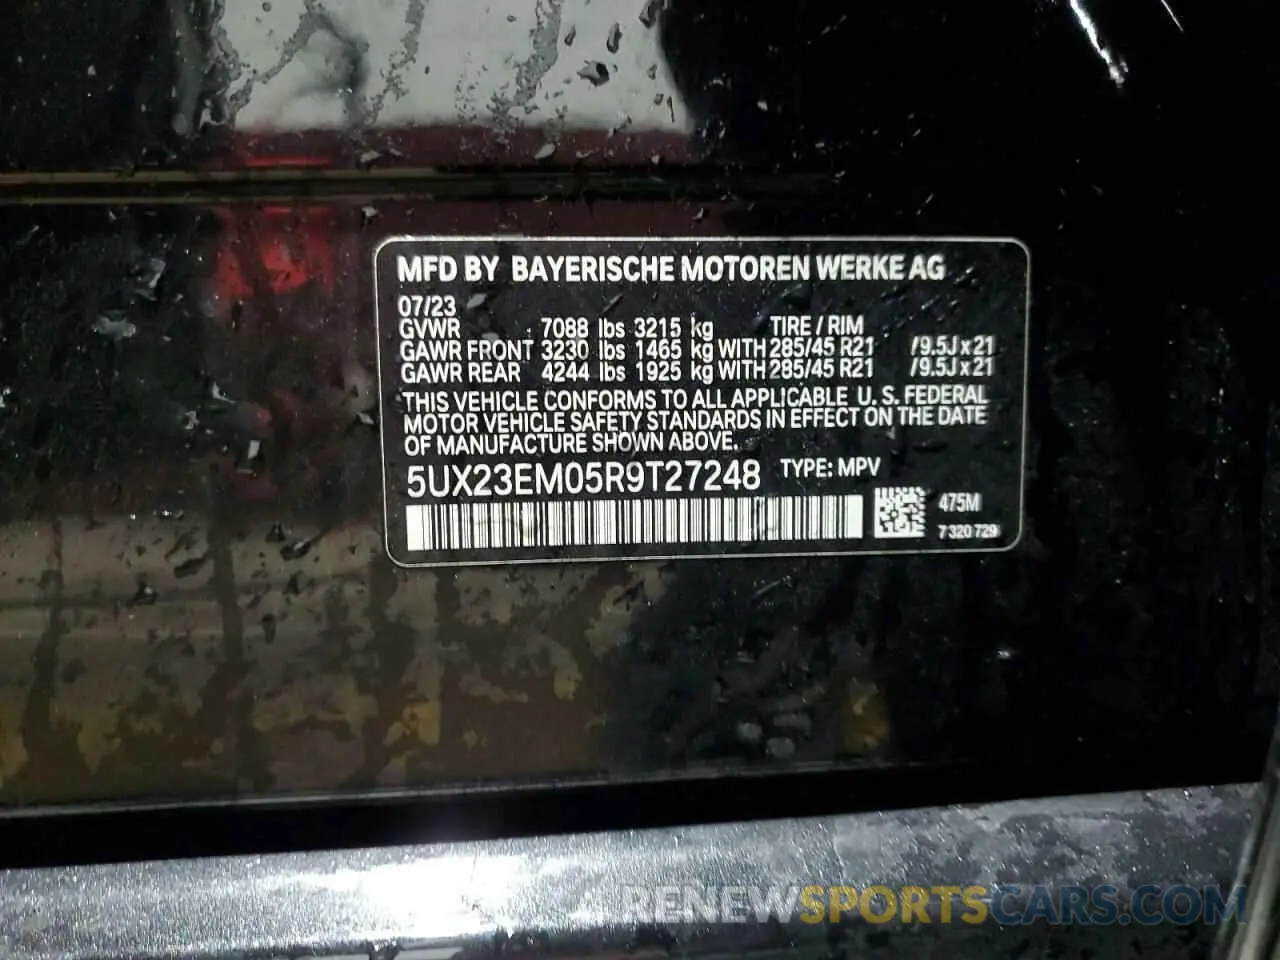 MFD BY BAYERISCHE MOTOREN WERKE AG
07/23
GVWR 7088 lbs 3215 kg TIRE / RIM
GAWR FRONT 3230 lbs 1465 kg WITH 285/45 R21 /9.5J x 21
GAWR REAR 4244 lbs 1925 kg WITH 285/45 R21 /9.5J x 21
THIS VEHICLE CONFORMS TO ALL APPLICABLE U. S. FEDERAL
MOTOR VEHICLE SAFETY STANDARDS IN EFFECT ON THE DATE
OF MANUFACTURE SHOWN ABOVE.
5UX23EM05R9T27248 TYPE: MPV
475M
7 320 729
RENEWSPORTSCARS.COM